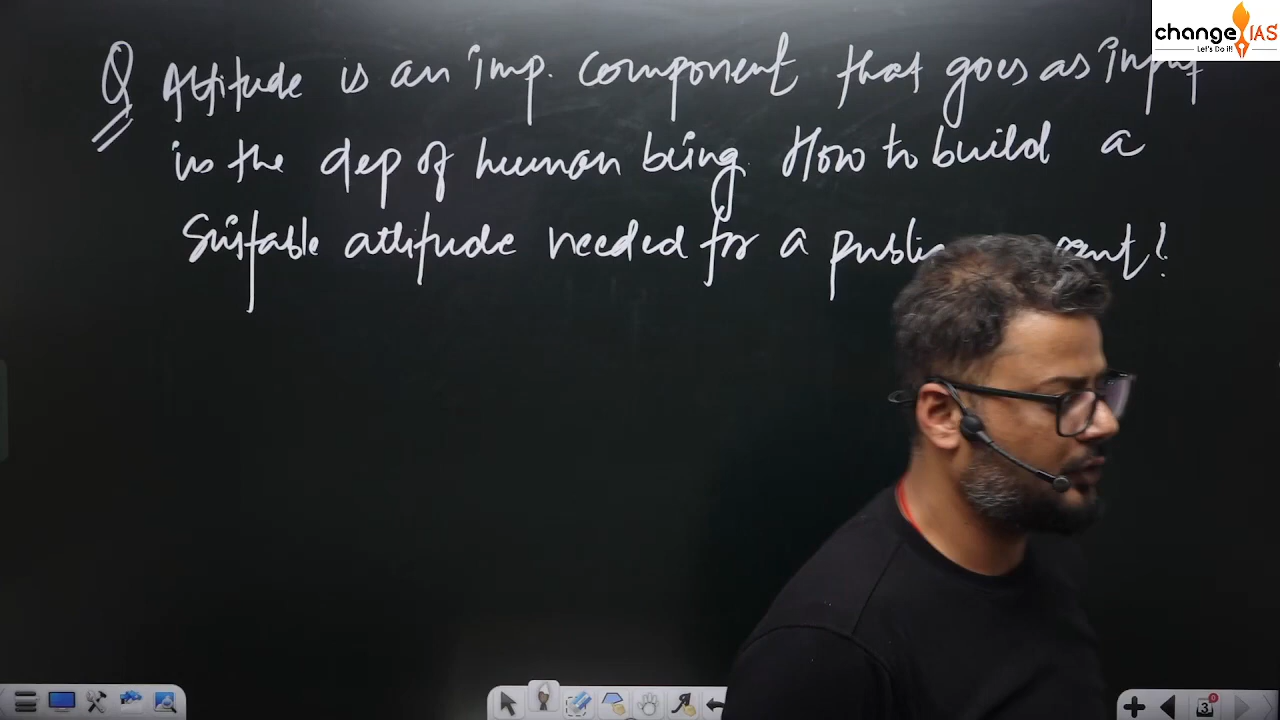 change IAS
Let's Do it!
Q Attitude is an imp. component that goes as input
in the dep of human being. How to build a
suitable attitude needed for a
3